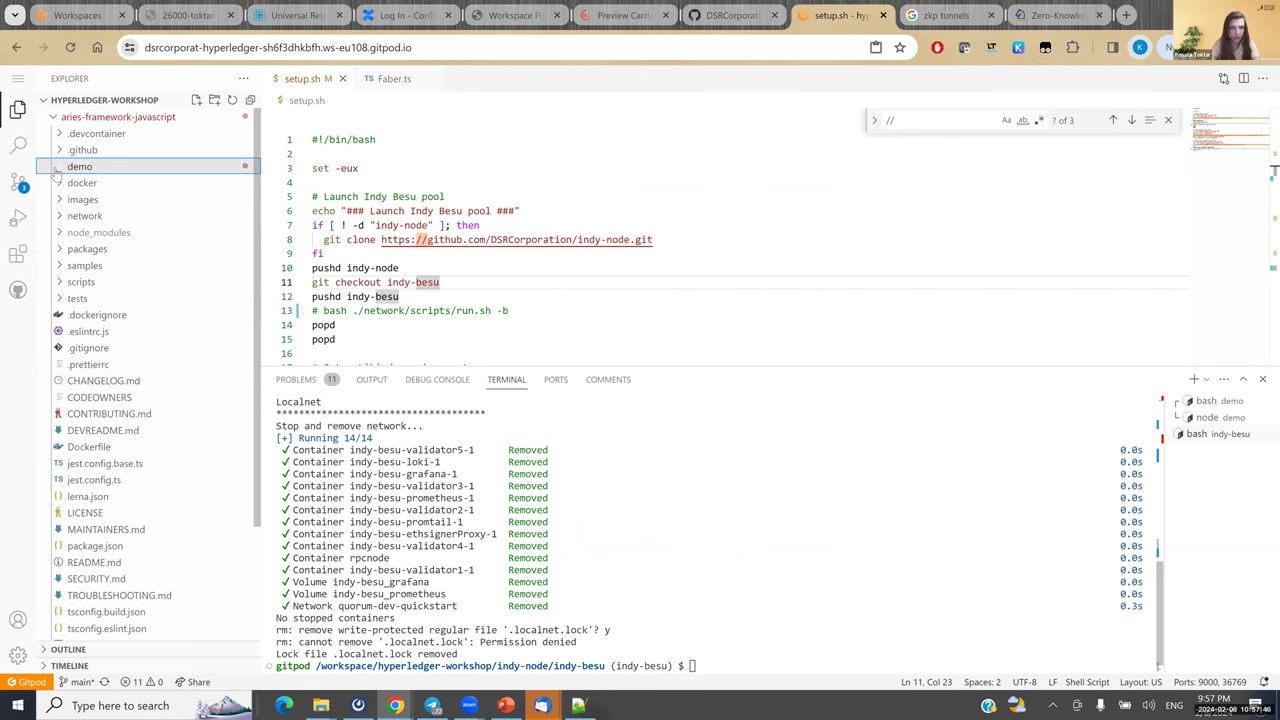 Workspaces
26000-toktar
Universal Res
Log In - Conf
Workspace P
Preview Card
DSRCorporati
setup.sh - hy
zkp tunnels
Zero-Knowle
dsrcorporat-hyperledger-sh6f3dhkbfh.ws-eu108.gitpod.io
DSR
Renata Toktar
EXPLORER
setup.sh M
Faber.ts
HYPERLEDGER-WORKSHOP
setup.sh
aries-framework-javascript
.devcontainer
.github
demo
docker
images
network
node_modules
packages
samples
scripts
tests
.dockerignore
.eslintrc.js
.gitignore
.prettierrc
CHANGELOG.md
CODEOWNERS
CONTRIBUTING.md
DEVREADME.md
Dockerfile
jest.config.base.ts
jest.config.ts
lerna.json
LICENSE
MAINTAINERS.md
package.json
README.md
SECURITY.md
TROUBLESHOOTING.md
tsconfig.build.json
tsconfig.eslint.json
OUTLINE
TIMELINE
//
Aa ab
? of 3
1 #!/bin/bash
2
3 set -eux
4
5 # Launch Indy Besu pool
6 echo "### Launch Indy Besu pool ###"
7 if [ ! -d "indy-node" ]; then
8 git clone https://github.com/DSRCorporation/indy-node.git
9 fi
10 pushd indy-node
11 git checkout indy-besu
12 pushd indy-besu
13 # bash ./network/scripts/run.sh -b
14 popd
15 popd
16
PROBLEMS 11 OUTPUT DEBUG CONSOLE TERMINAL PORTS COMMENTS
bash demo
node demo
bash indy-besu
Localnet
*************************************
Stop and remove network...
[+] Running 14/14
✓ Container indy-besu-validator5-1 Removed 0.0s
✓ Container indy-besu-loki-1 Removed 0.0s
✓ Container indy-besu-grafana-1 Removed 0.0s
✓ Container indy-besu-validator3-1 Removed 0.0s
✓ Container indy-besu-prometheus-1 Removed 0.0s
✓ Container indy-besu-validator2-1 Removed 0.0s
✓ Container indy-besu-promtail-1 Removed 0.0s
✓ Container indy-besu-ethsignerProxy-1 Removed 0.0s
✓ Container indy-besu-validator4-1 Removed 0.0s
✓ Container rpcnode Removed 0.0s
✓ Container indy-besu-validator1-1 Removed 0.0s
✓ Volume indy-besu_grafana Removed 0.0s
✓ Volume indy-besu_prometheus Removed 0.0s
✓ Network quorum-dev-quickstart Removed 0.3s
No stopped containers
rm: remove write-protected regular file '.localnet.lock'? y
rm: cannot remove '.localnet.lock': Permission denied
Lock file .localnet.lock removed
gitpod /workspace/hyperledger-workshop/indy-node/indy-besu (indy-besu) $
Gitpod main* 11 0 Share
Ln 11, Col 23 Spaces: 2 UTF-8 LF Shell Script Layout: US Ports: 9000, 36769
Type here to search
ENG
9:57 PM
2024-02-08 10:57:46